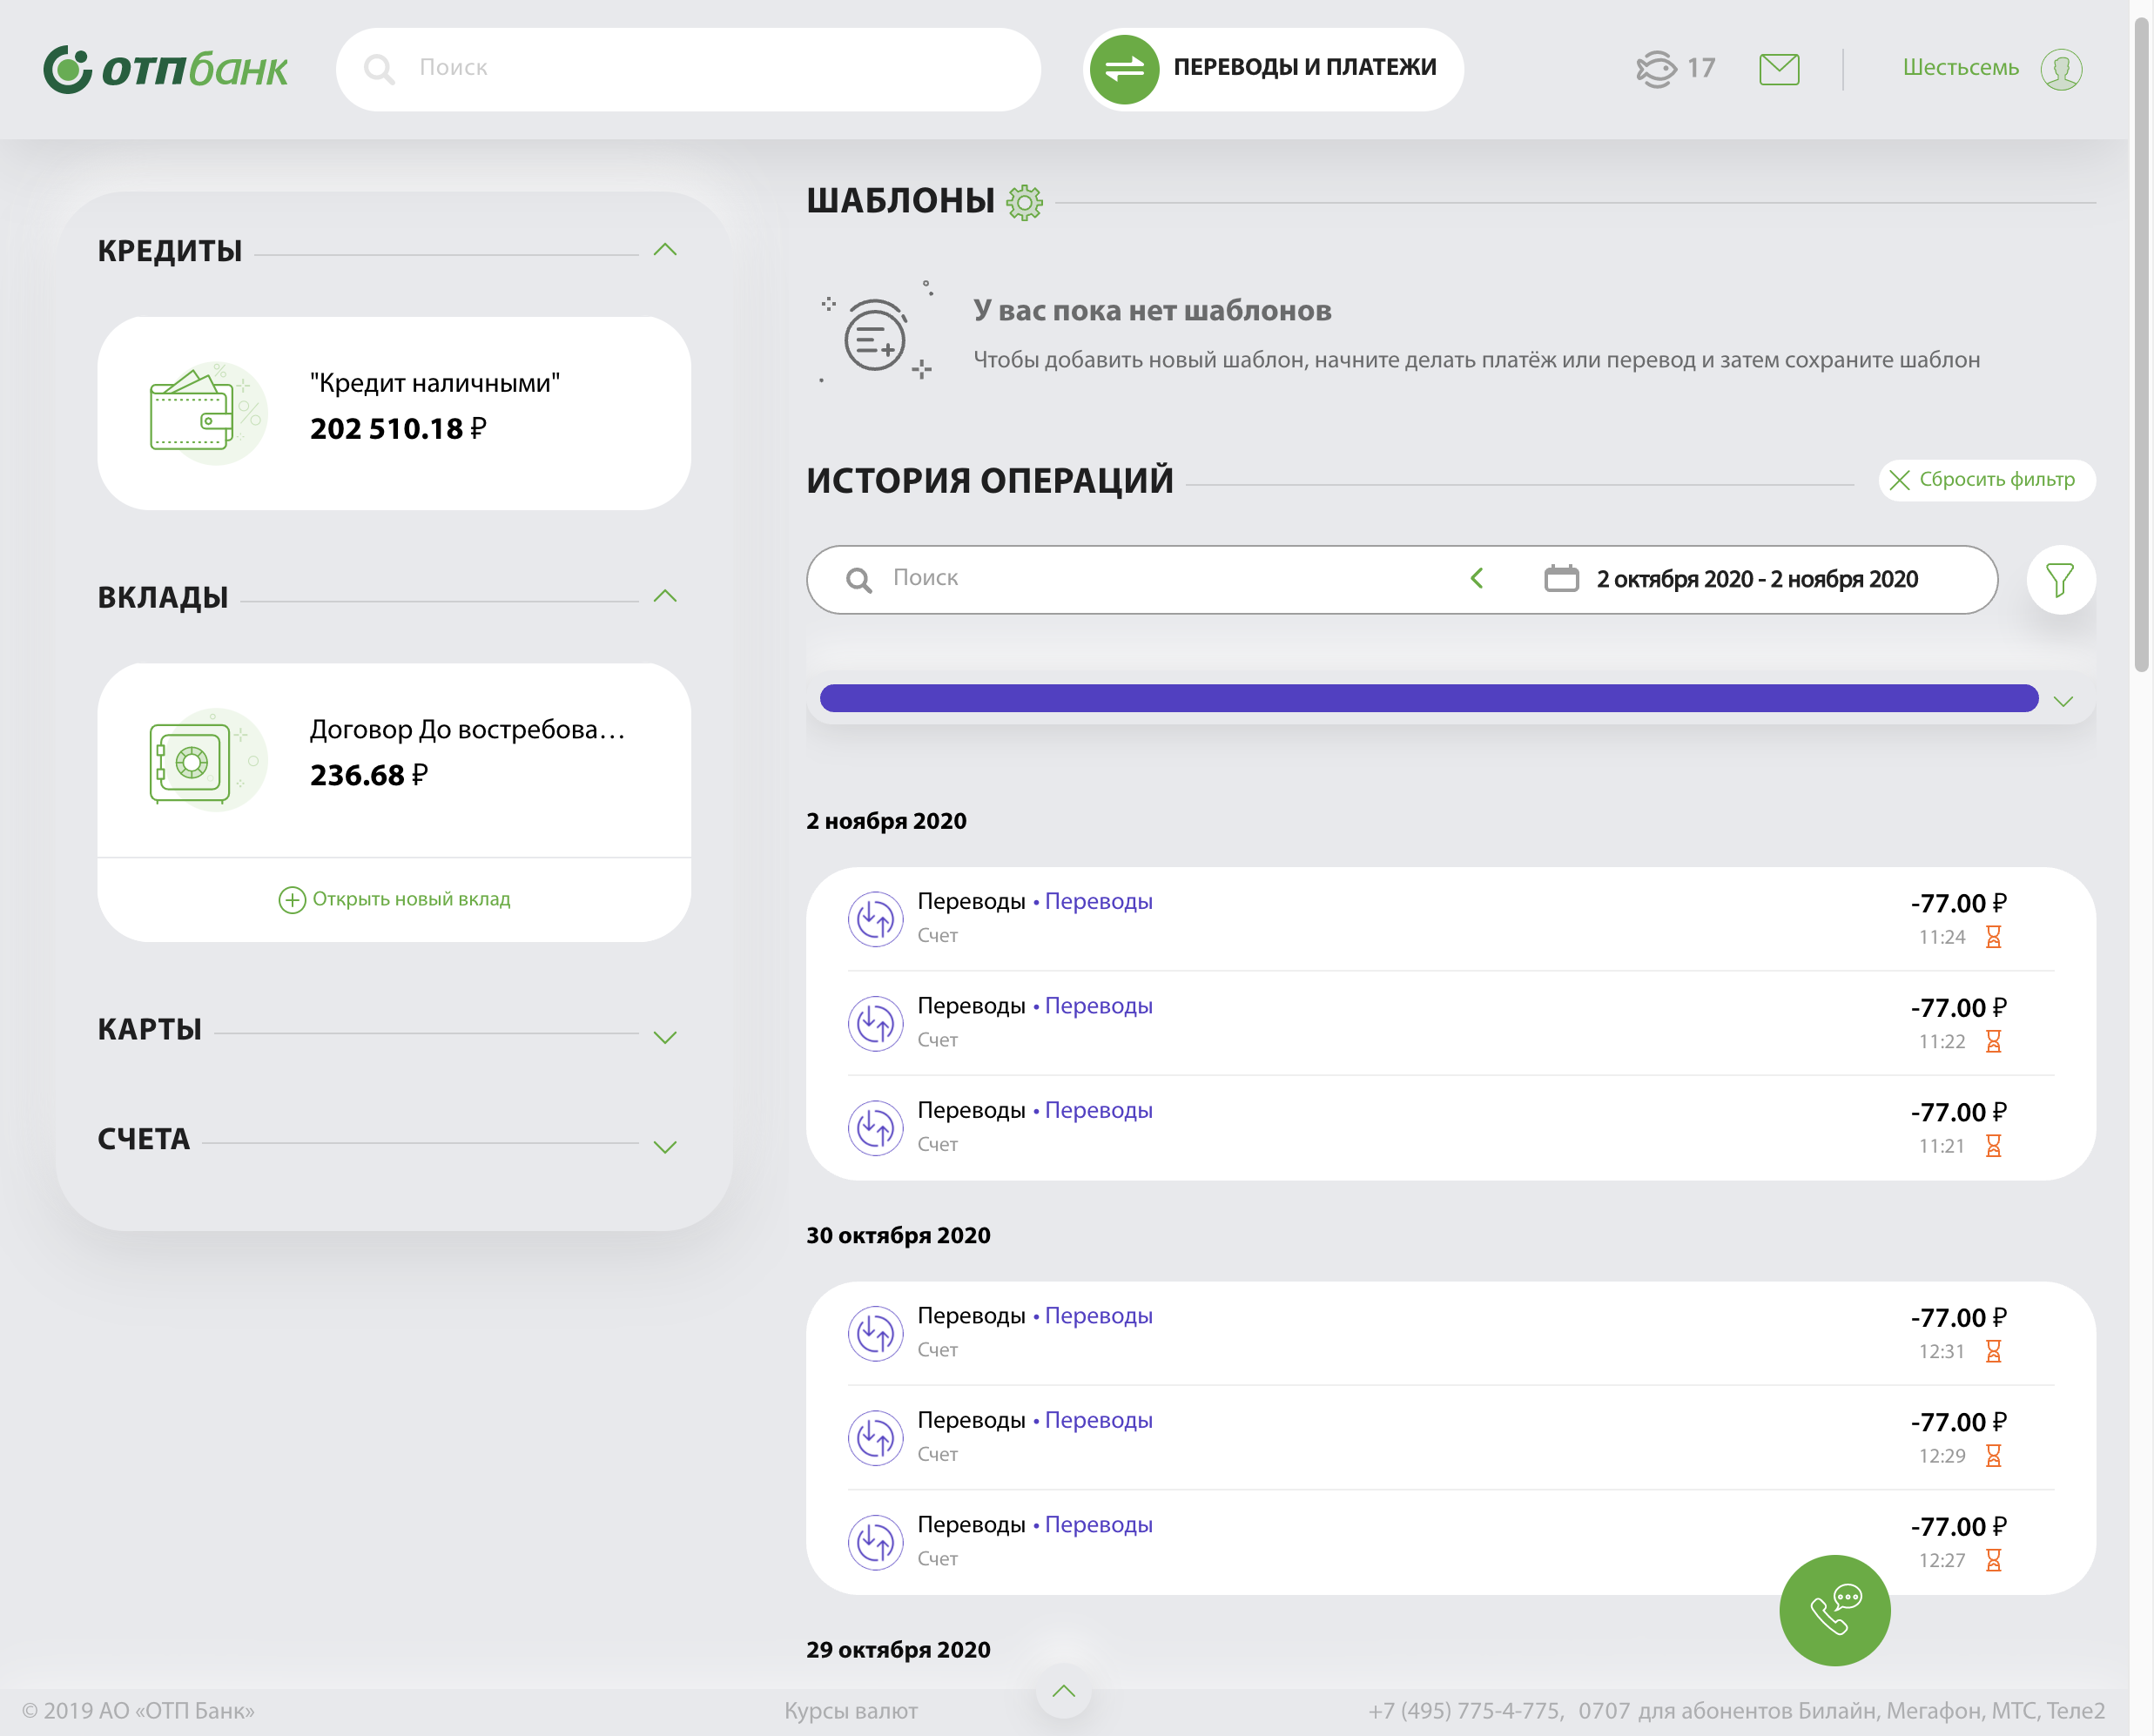 отпбанк
Поиск
ПЕРЕВОДЫ И ПЛАТЕЖИ
17
Шестьсемь
КРЕДИТЫ
"Кредит наличными"
202 510.18 ₽
ВКЛАДЫ
Договор До востребова...
236.68 ₽
Открыть новый вклад
КАРТЫ
СЧЕТА
ШАБЛОНЫ
У вас пока нет шаблонов
Чтобы добавить новый шаблон, начните делать платёж или перевод и затем сохраните шаблон
ИСТОРИЯ ОПЕРАЦИЙ
Сбросить фильтр
Поиск
2 октября 2020 - 2 ноября 2020
2 ноября 2020
Переводы • Переводы
-77.00 ₽
Счет
11:24
Переводы • Переводы
-77.00 ₽
Счет
11:22
Переводы • Переводы
-77.00 ₽
Счет
11:21
30 октября 2020
Переводы • Переводы
-77.00 ₽
Счет
12:31
Переводы • Переводы
-77.00 ₽
Счет
12:29
Переводы • Переводы
-77.00 ₽
Счет
12:27
29 октября 2020
© 2019 АО «ОТП Банк»
Курсы валют
+7 (495) 775-4-775, 0707 для абонентов Билайн, Мегафон, МТС, Теле2